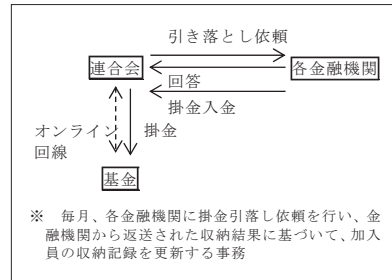 引き落とし依頼
連合会
各金融機関
回答
掛金入金
オンライン
回線
掛金
基金
※　毎月、各金融機関に掛金引落し依頼を行い、金
融機関から返送された収納結果に基づいて、加入
員の収納記録を更新する事務